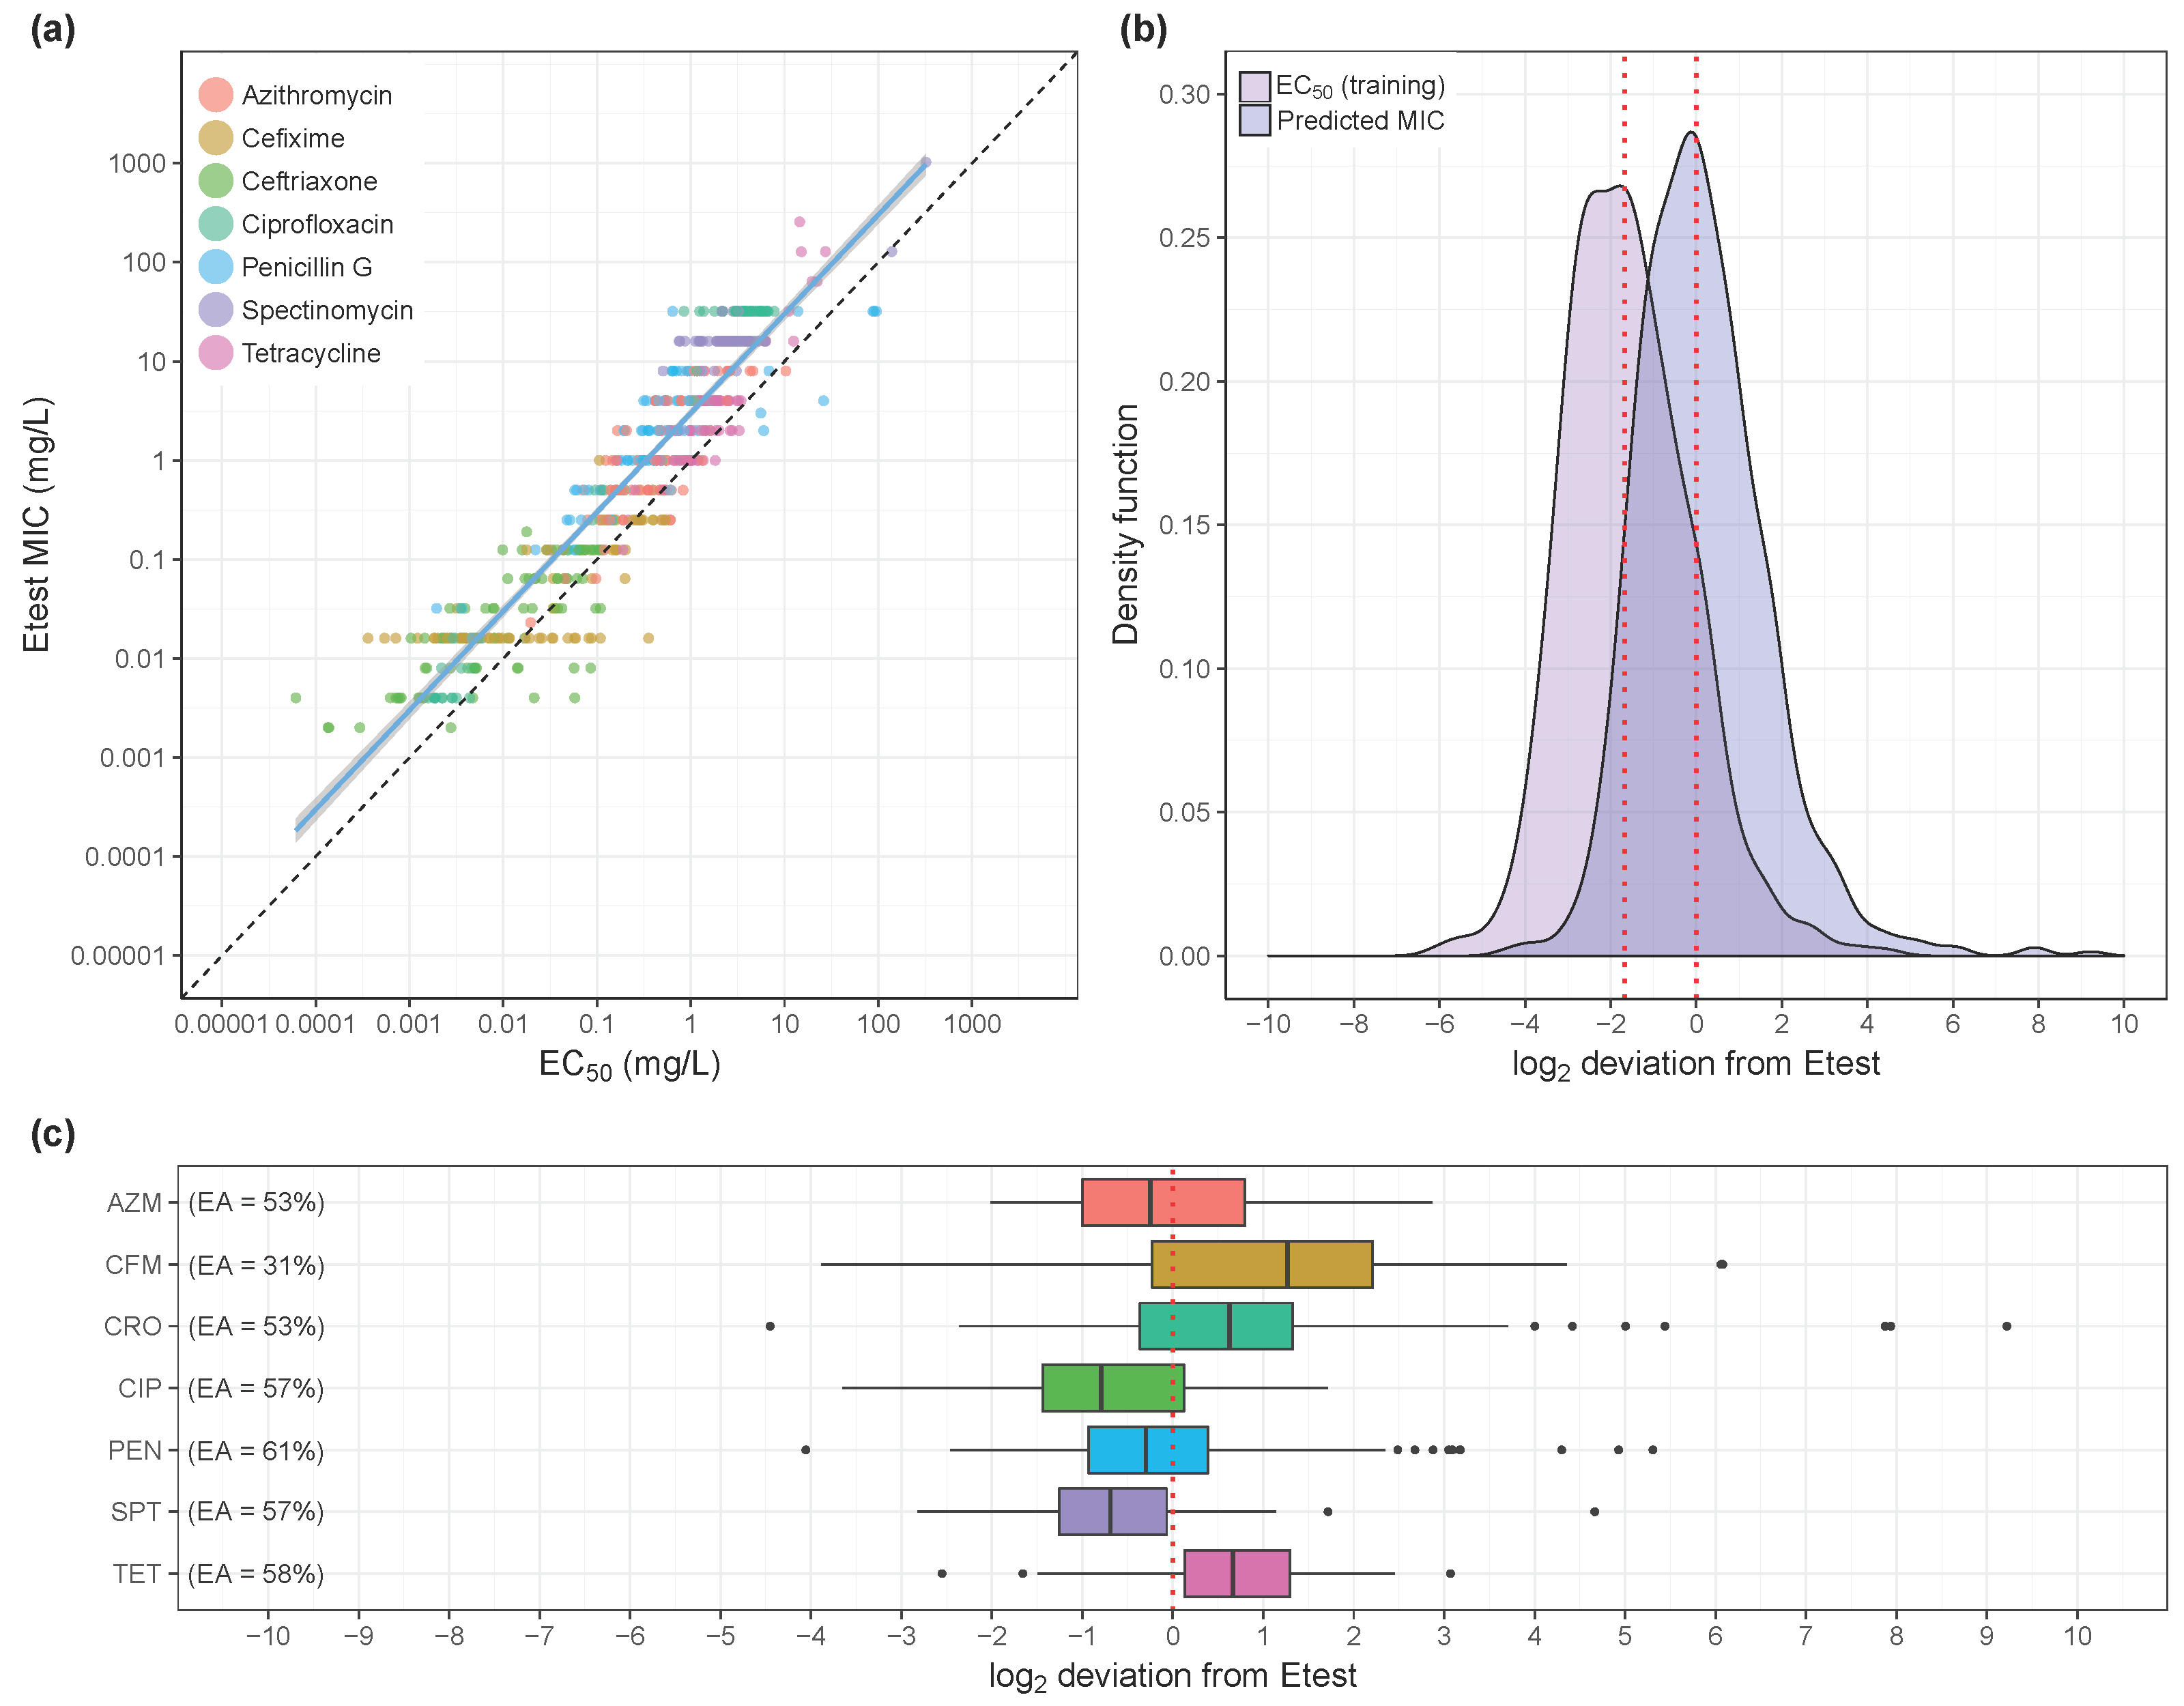 (a)
Azithromycin
Cefixime
Ceftriaxone
Ciprofloxacin
Penicillin G
Spectinomycin
Tetracycline
1000
100
10
1
0.1
0.01
0.001
0.0001
0.00001
Etest MIC (mg/L)
0.00001 0.0001 0.001 0.01 0.1 1 10 100 1000
EC50 (mg/L)
(b)
EC50 (training)
Predicted MIC
0.30
0.25
0.20
0.15
0.10
0.05
0.00
Density function
−10 −8 −6 −4 −2 0 2 4 6 8 10
log2 deviation from Etest
(c)
AZM (EA = 53%)
CFM (EA = 31%)
CRO (EA = 53%)
CIP (EA = 57%)
PEN (EA = 61%)
SPT (EA = 57%)
TET (EA = 58%)
−10 −9 −8 −7 −6 −5 −4 −3 −2 −1 0 1 2 3 4 5 6 7 8 9 10
log2 deviation from Etest